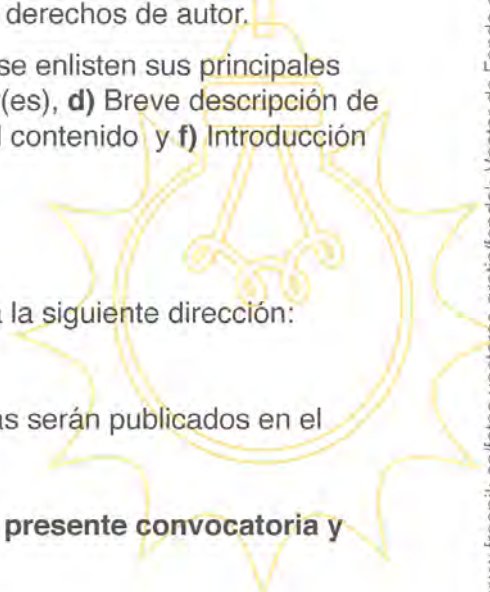 derechos de autor.
se enlisten sus principales
(es), d) Breve descripción de
contenido y f) Introducción
a la siguiente dirección:
as serán publicados en el
presente convocatoria y